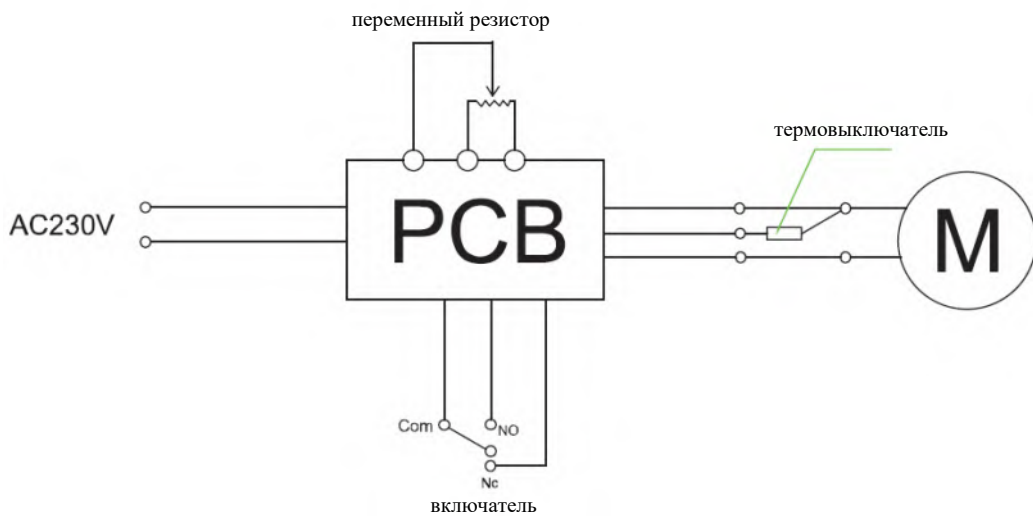 переменный резистор
термовыключатель
AC230V
PCB
M
Com
NO
Nc
включатель